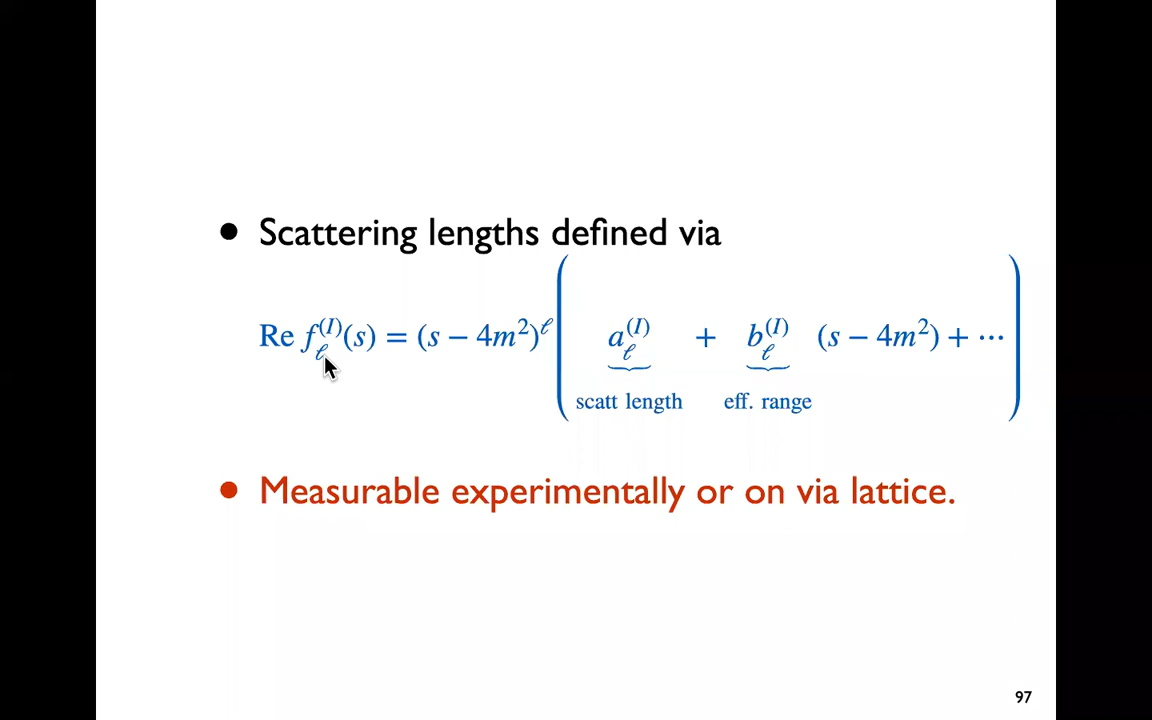 • Scattering lengths defined via
Re f_ℓ^(I)(s) = (s − 4m²)^ℓ ( a_ℓ^(I) + b_ℓ^(I) (s − 4m²) + ⋯ )
scatt length eff. range
• Measurable experimentally or on via lattice.
97